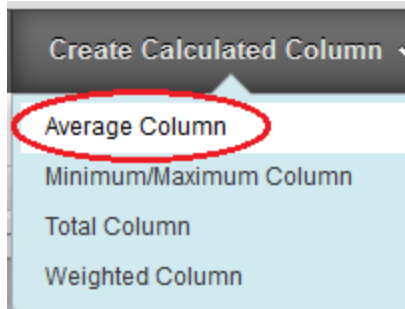 Create Calculated Column
Average Column
Minimum/Maximum Column
Total Column
Weighted Column